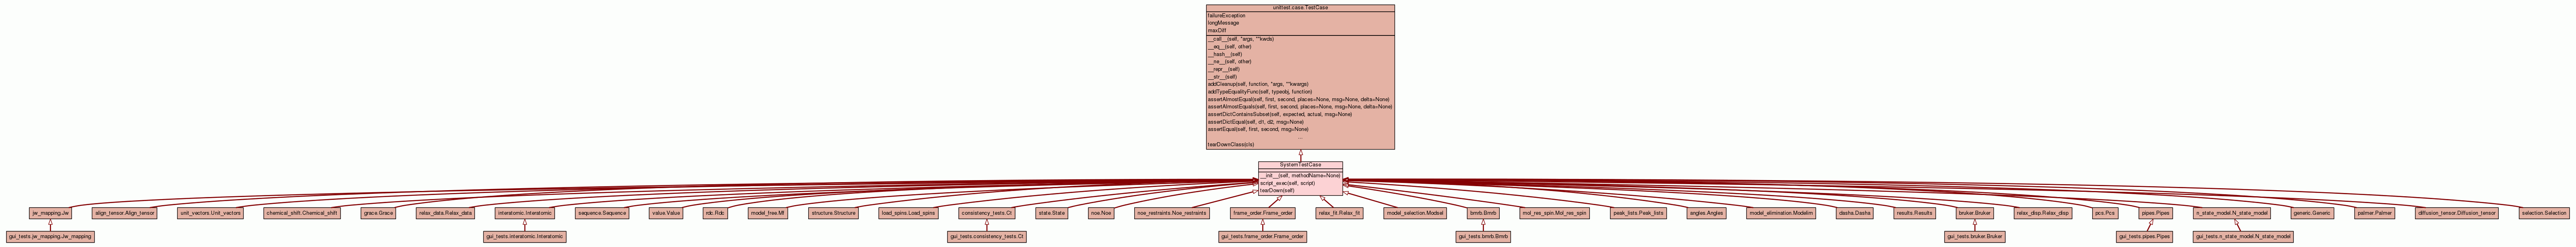 unittest.case.TestCase
failureException
longMessage
maxDiff
__call__(self, *args, **kwds)
__eq__(self, other)
__hash__(self)
__ne__(self, other)
__repr__(self)
__str__(self)
addCleanup(self, function, *args, **kwargs)
addTypeEqualityFunc(self, typeobj, function)
assertAlmostEqual(self, first, second, places=None, msg=None, delta=None)
assertAlmostEquals(self, first, second, places=None, msg=None, delta=None)
assertDictContainsSubset(self, expected, actual, msg=None)
assertDictEqual(self, d1, d2, msg=None)
assertEqual(self, first, second, msg=None)
...
tearDownClass(cls)
SystemTestCase
__init__(self, methodName=None)
script_exec(self, script)
tearDown(self)
jw_mapping.Jw
align_tensor.Align_tensor
unit_vectors.Unit_vectors
chemical_shift.Chemical_shift
grace.Grace
relax_data.Relax_data
interatomic.Interatomic
sequence.Sequence
value.Value
rdc.Rdc
model_free.Mf
structure.Structure
load_spins.Load_spins
consistency_tests.Ct
state.State
noe.Noe
noe_restraints.Noe_restraints
frame_order.Frame_order
relax_fit.Relax_fit
model_selection.Modsel
bmrb.Bmrb
mol_res_spin.Mol_res_spin
peak_lists.Peak_lists
angles.Angles
model_elimination.Modelim
dasha.Dasha
results.Results
bruker.Bruker
relax_disp.Relax_disp
pcs.Pcs
pipes.Pipes
n_state_model.N_state_model
generic.Generic
palmer.Palmer
diffusion_tensor.Diffusion_tensor
selection.Selection
gui_tests.jw_mapping.Jw_mapping
gui_tests.interatomic.Interatomic
gui_tests.consistency_tests.Ct
gui_tests.frame_order.Frame_order
gui_tests.bmrb.Bmrb
gui_tests.bruker.Bruker
gui_tests.pipes.Pipes
gui_tests.n_state_model.N_state_model